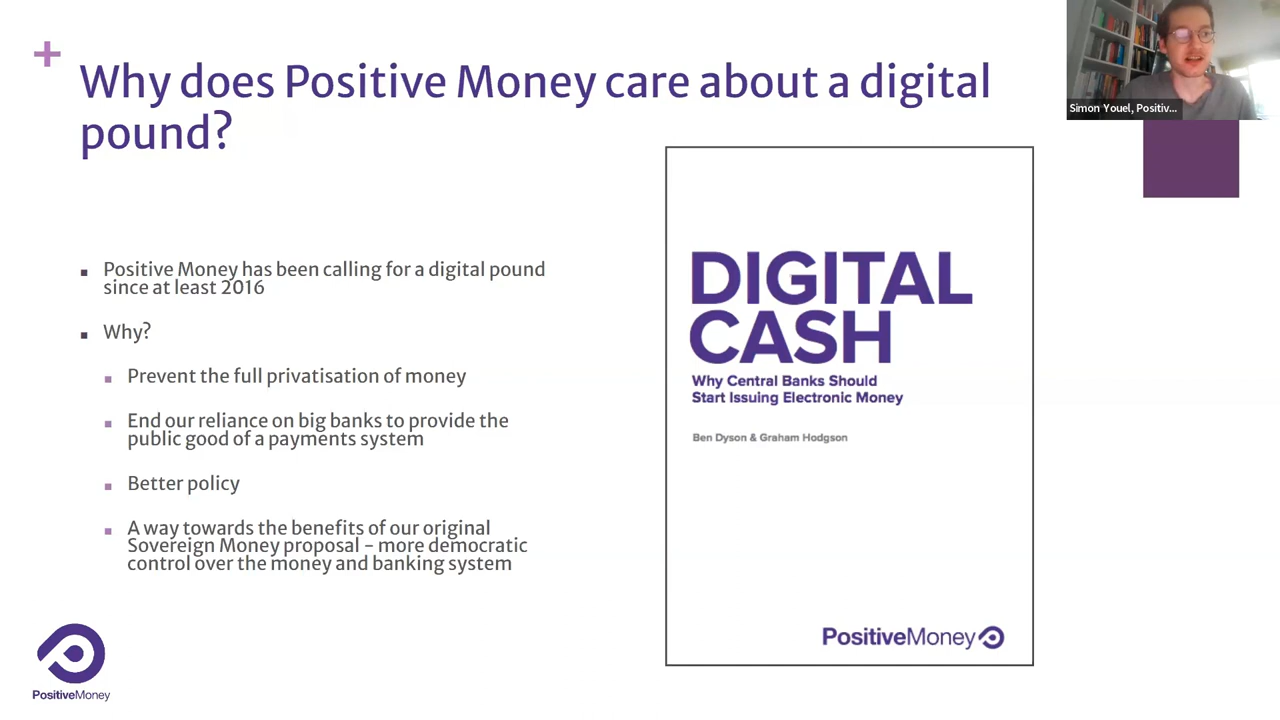 +
Why does Positive Money care about a digital
pound?
Simon Youel, Positiv...
▪ Positive Money has been calling for a digital pound
since at least 2016
▪ Why?
▪ Prevent the full privatisation of money
▪ End our reliance on big banks to provide the
public good of a payments system
▪ Better policy
▪ A way towards the benefits of our original
Sovereign Money proposal - more democratic
control over the money and banking system
DIGITAL
CASH
Why Central Banks Should
Start Issuing Electronic Money
Ben Dyson & Graham Hodgson
PositiveMoney
PositiveMoney